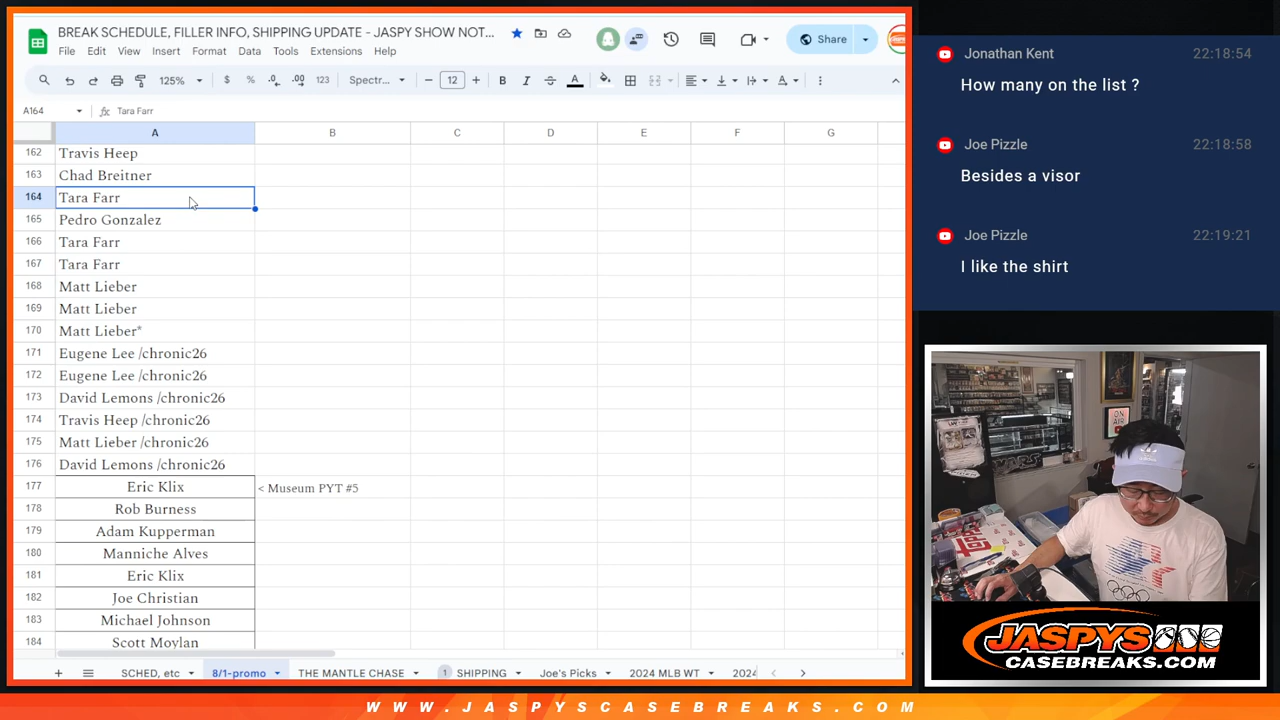 BREAK SCHEDULE, FILLER INFO, SHIPPING UPDATE - JASPY SHOW NOT...
File Edit View Insert Format Data Tools Extensions Help
Share
125% $ % .0 .00 123 Spectr... 12 B I A
A164 fx Tara Farr
A B C D E F G
162 Travis Heep
163 Chad Breitner
164 Tara Farr
165 Pedro Gonzalez
166 Tara Farr
167 Tara Farr
168 Matt Lieber
169 Matt Lieber
170 Matt Lieber*
171 Eugene Lee /chronic26
172 Eugene Lee /chronic26
173 David Lemons /chronic26
174 Travis Heep /chronic26
175 Matt Lieber /chronic26
176 David Lemons /chronic26
177 Eric Klix < Museum PYT #5
178 Rob Burness
179 Adam Kupperman
180 Manniche Alves
181 Eric Klix
182 Joe Christian
183 Michael Johnson
184 Scott Moylan
SCHED, etc 8/1-promo THE MANTLE CHASE 1 SHIPPING Joe's Picks 2024 MLB WT 2024
Jonathan Kent 22:18:54
How many on the list ?
Joe Pizzle 22:18:58
Besides a visor
Joe Pizzle 22:19:21
I like the shirt
ON AIR
topps
JASPYS
CASEBREAKS.COM
WWW.JASPYSCASEBREAKS.COM